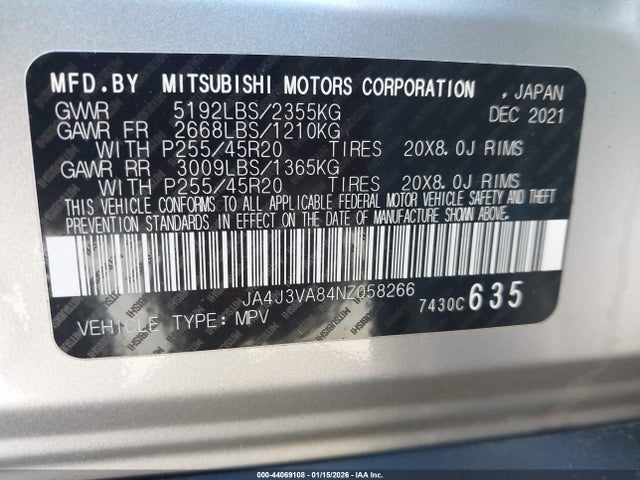 MFD.BY MITSUBISHI MOTORS CORPORATION . JAPAN
GVWR 5192LBS/2355KG DEC 2021
GAWR FR 2668LBS/1210KG
WITH P255/45R20 TIRES 20X8.0J RIMS
GAWR RR 3009LBS/1365KG
WITH P255/45R20 TIRES 20X8.0J RIMS
THIS VEHICLE CONFORMS TO ALL APPLICABLE FEDERAL MOTOR VEHICLE SAFETY AND THEFT
PREVENTION STANDARDS IN EFFECT ON THE DATE OF MANUFACTURE SHOWN ABOVE.
JA4J3VA84NZ058266
7430C 635
VEHICLE TYPE: MPV
000-44069108 - 01/15/2026 - IAA Inc.